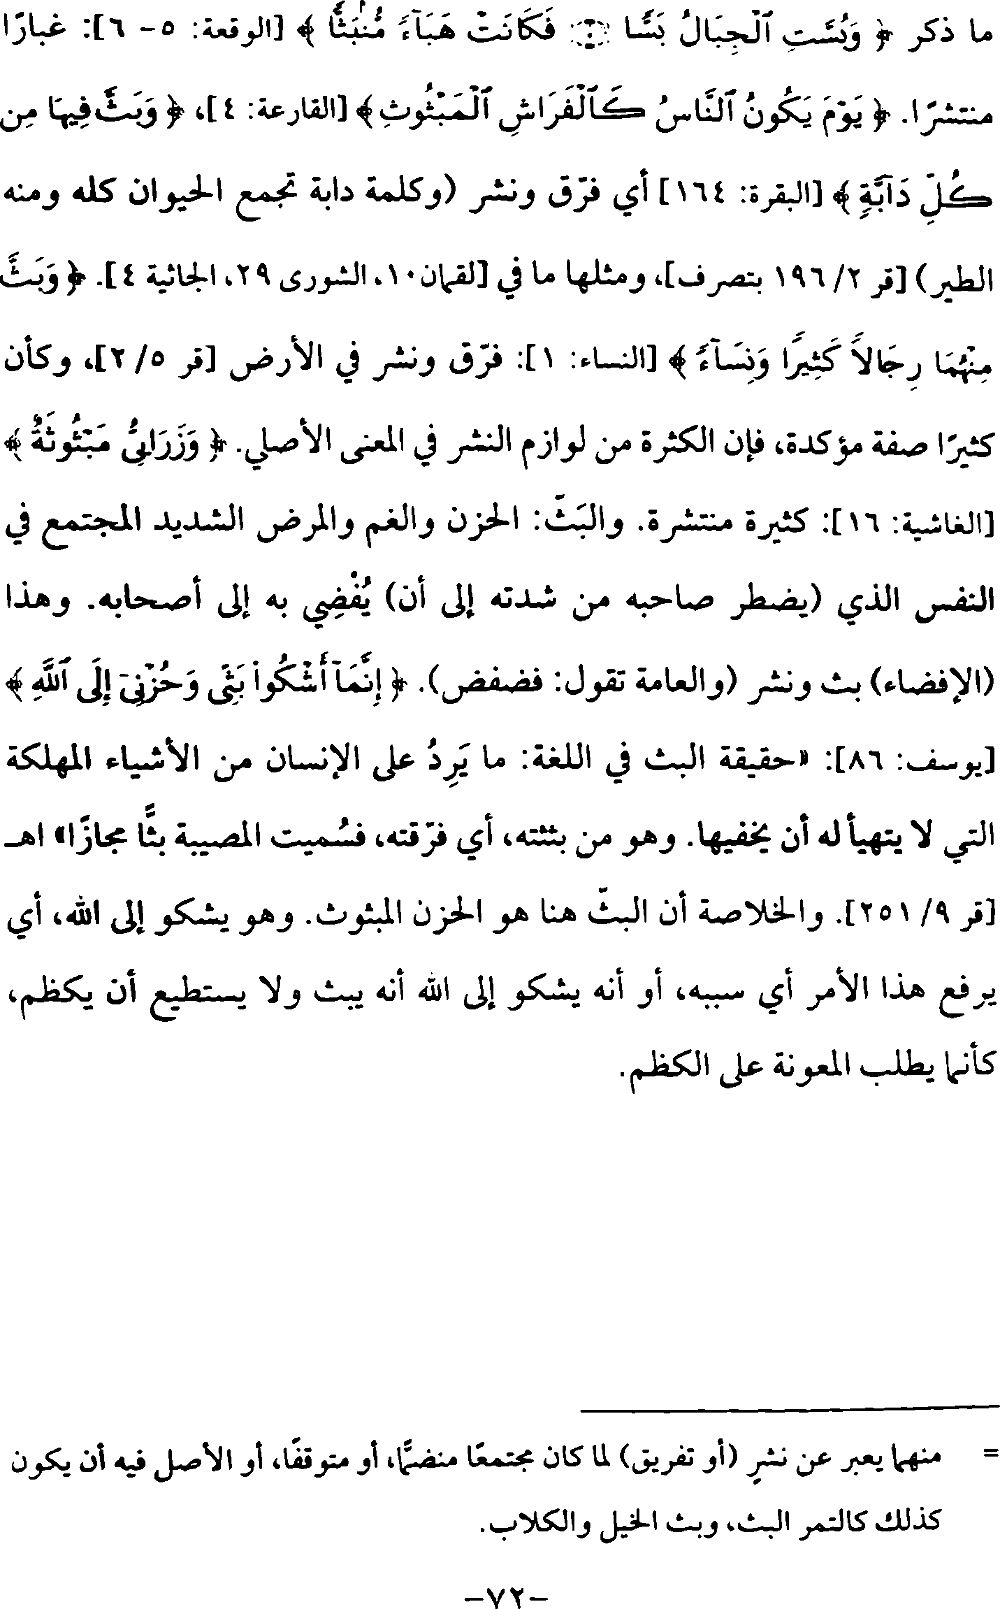 ما ذكر ﴿ وَبُسَّتِ ٱلْجِبَالُ بَسًّا ۝ فَكَانَتْ هَبَآءً مُّنۢبَثًّا ﴾ [الوقعة: ٥- ٦]: غبارًا
منتشرًا. ﴿ يَوْمَ يَكُونُ ٱلنَّاسُ كَٱلْفَرَاشِ ٱلْمَبْثُوثِ﴾ [القارعة: ٤]، ﴿ وَبَثَّ فِيهَا مِن
كُلِّ دَآبَّةٍ ﴾ [البقرة: ١٦٤] أي فرّق ونشر (وكلمة دابة تجمع الحيوان كله ومنه
الطير) [قر ٢/ ١٩٦ بتصرف]، ومثلها ما في [لقمان١٠، الشورى ٢٩، الجاثية ٤]. ﴿ وَبَثَّ
مِنْهُمَا رِجَالاً كَثِيرًا وَنِسَآءً ﴾ [النساء: ١]: فرّق ونشر في الأرض [قر ٥/ ٢]، وكأن
كثيرًا صفة مؤكدة، فإن الكثرة من لوازم النشر في المعنى الأصلي. ﴿ وَزَرَابِىُّ مَبْثُوثَةٌ ﴾
[الغاشية: ١٦]: كثيرة منتشرة. والبَثّ: الحزن والغم والمرض الشديد المجتمع في
النفس الذي (يضطر صاحبه من شدته إلى أن) يُفْضِي به إلى أصحابه. وهذا
(الإفضاء) بث ونشر (والعامة تقول: فضفض). ﴿ إِنَّمَآ أَشْكُوا۟ بَثِّى وَحُزْنِىٓ إِلَى ٱللَّهِ ﴾
[يوسف: ٨٦]: «حقيقة البث في اللغة: ما يَرِدُ على الإنسان من الأشياء المهلكة
التي لا يتهيأ له أن يخفيها. وهو من بثثته، أي فرّقته، فسُميت المصيبة بثًّا مجازًا» اهـ
[قر ٩/ ٢٥١]. والخلاصة أن البثّ هنا هو الحزن المبثوث. وهو يشكو إلى الله، أي
يرفع هذا الأمر أي سببه، أو أنه يشكو إلى الله أنه يبث ولا يستطيع أن يكظم،
كأنما يطلب المعونة على الكظم.
= منهما يعبر عن نشرٍ (أو تفريق) لما كان مجتمعًا منضمًّا، أو متوقفًا، أو الأصل فيه أن يكون
كذلك كالتمر البث، وبث الخيل والكلاب.
-٧٢-